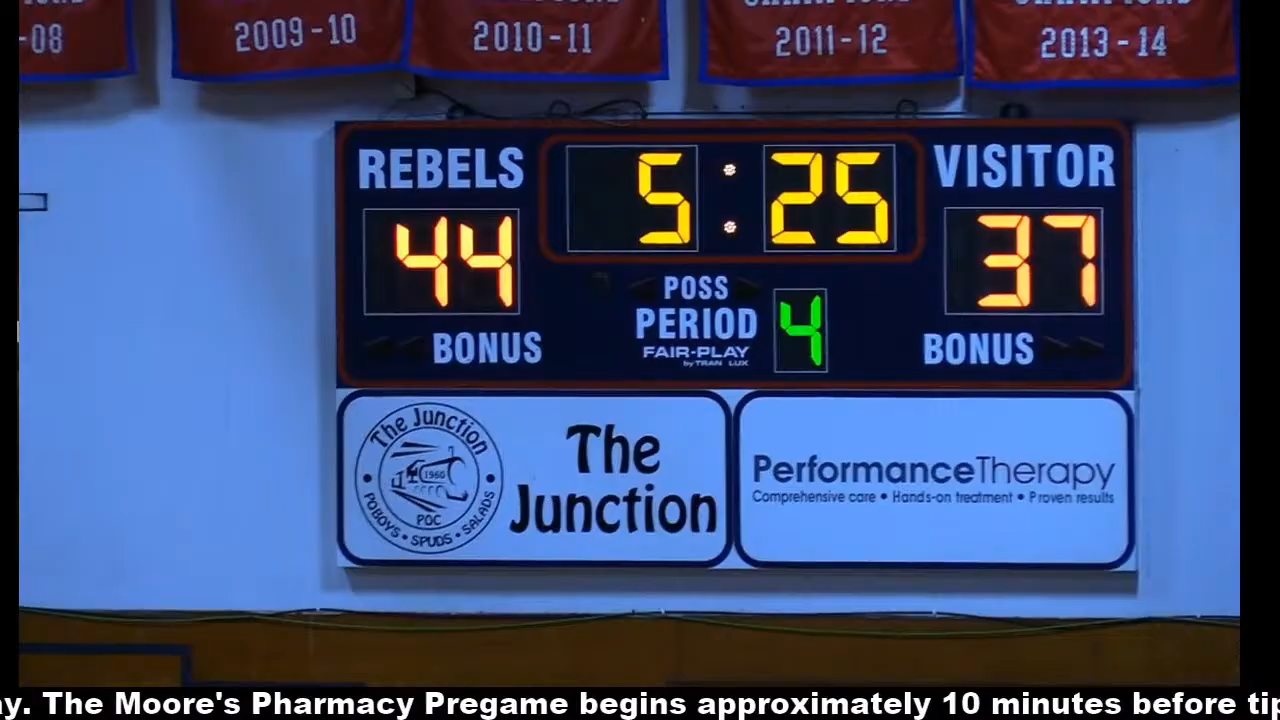 -08
2009-10
2010-11
2011-12
2013-14
REBELS
5:25
VISITOR
44
37
POSS
PERIOD
4
BONUS
BONUS
FAIR-PLAY
by TRANS LUX
The Junction
1960
POC
POBOYS • SPUDS • SALADS
The
Junction
PerformanceTherapy
Comprehensive care • Hands-on treatment • Proven results
The Moore's Pharmacy Pregame begins approximately 10 minutes before